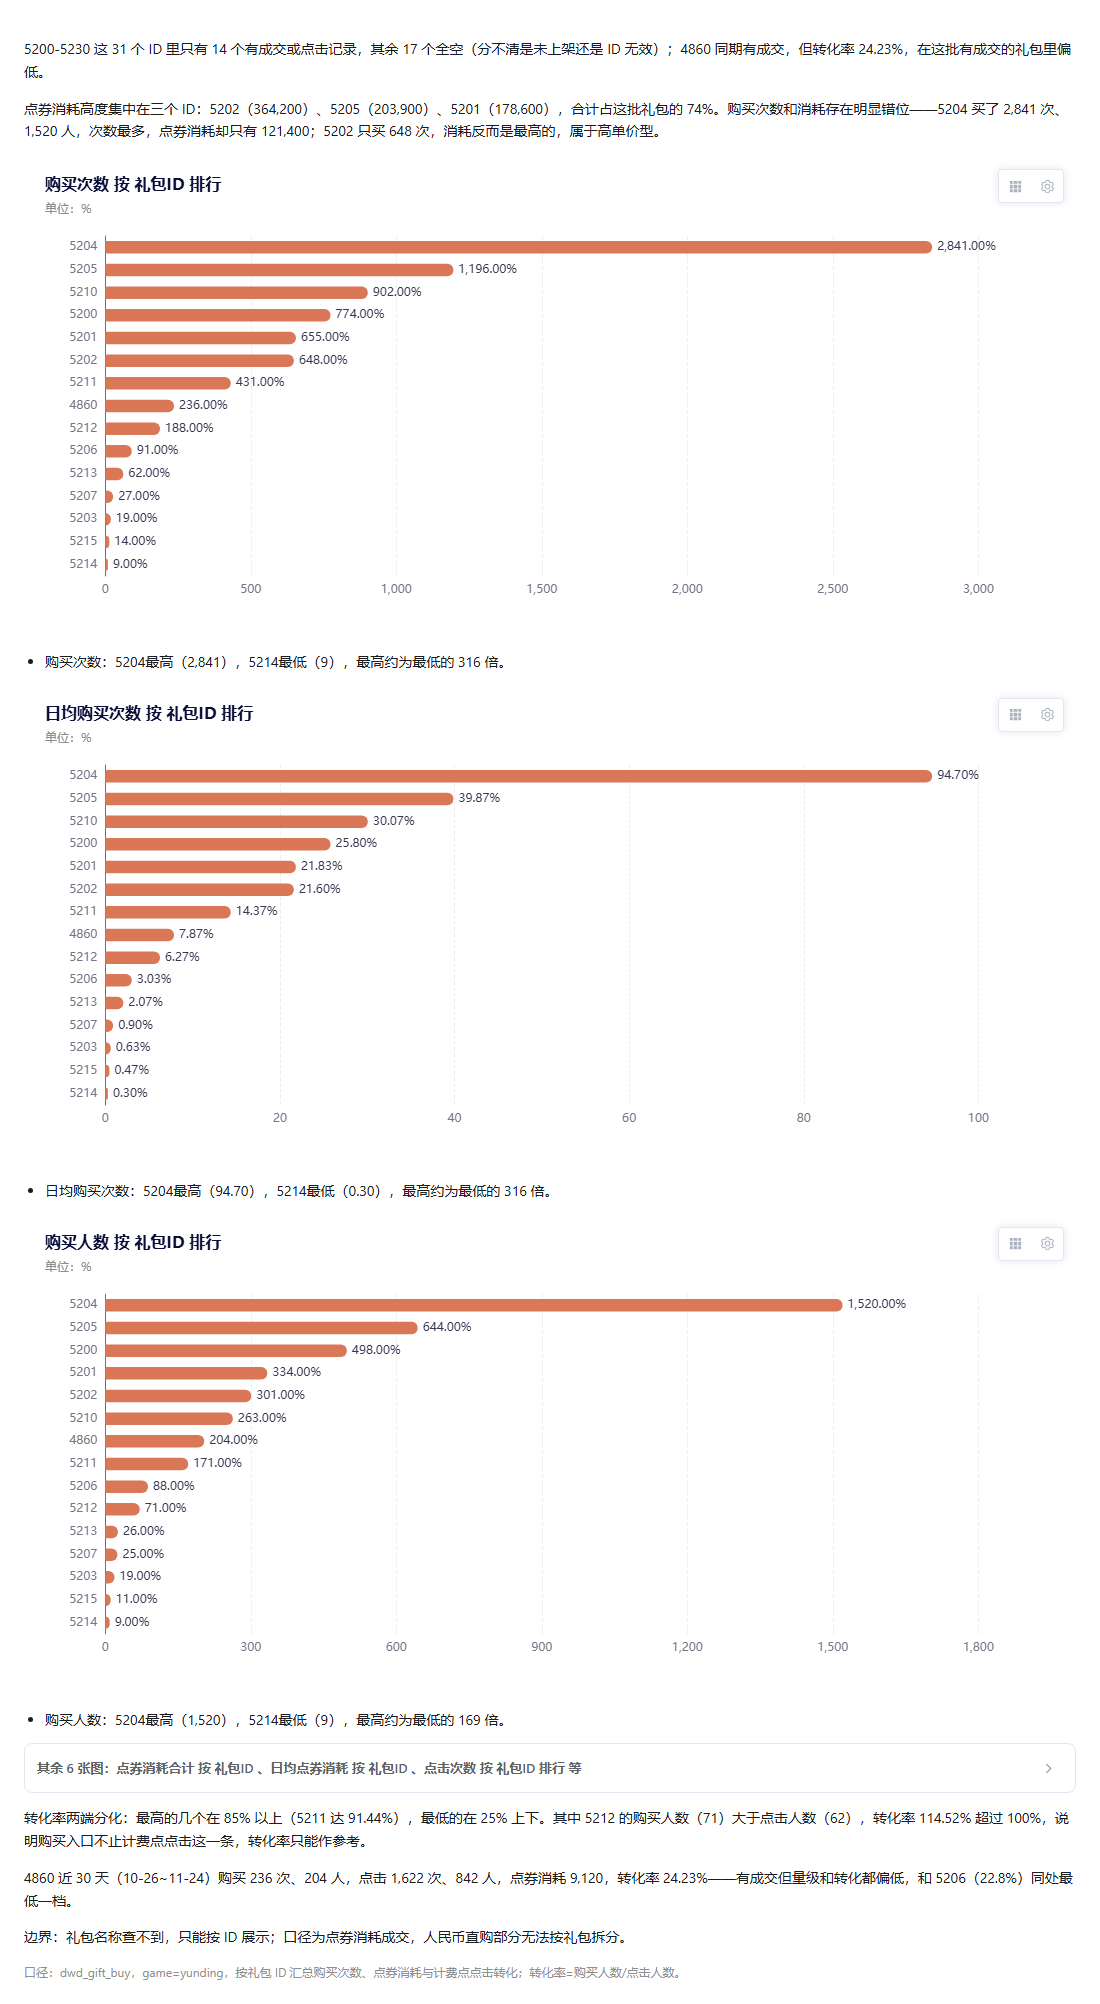 5200-5230 这 31 个 ID 里只有 14 个有成交或点击记录，其余 17 个全空（分不清是未上架还是 ID 无效）；4860 同期有成交，但转化率 24.23%，在这批有成交的礼包里偏
低。
点券消耗高度集中在三个 ID：5202（364,200）、5205（203,900）、5201（178,600），合计占这批礼包的 74%。购买次数和消耗存在明显错位——5204 买了 2,841 次、
1,520 人，次数最多，点券消耗却只有 121,400；5202 只买 648 次，消耗反而是最高的，属于高单价型。
购买次数 按 礼包ID 排行
单位：%
5204 2,841.00%
5205 1,196.00%
5210 902.00%
5200 774.00%
5201 655.00%
5202 648.00%
5211 431.00%
4860 236.00%
5212 188.00%
5206 91.00%
5213 62.00%
5207 27.00%
5203 19.00%
5215 14.00%
5214 9.00%
0 500 1,000 1,500 2,000 2,500 3,000
• 购买次数：5204最高（2,841），5214最低（9），最高约为最低的 316 倍。
日均购买次数 按 礼包ID 排行
单位：%
5204 94.70%
5205 39.87%
5210 30.07%
5200 25.80%
5201 21.83%
5202 21.60%
5211 14.37%
4860 7.87%
5212 6.27%
5206 3.03%
5213 2.07%
5207 0.90%
5203 0.63%
5215 0.47%
5214 0.30%
0 20 40 60 80 100
• 日均购买次数：5204最高（94.70），5214最低（0.30），最高约为最低的 316 倍。
购买人数 按 礼包ID 排行
单位：%
5204 1,520.00%
5205 644.00%
5200 498.00%
5201 334.00%
5202 301.00%
5210 263.00%
4860 204.00%
5211 171.00%
5206 88.00%
5212 71.00%
5213 26.00%
5207 25.00%
5203 19.00%
5215 11.00%
5214 9.00%
0 300 600 900 1,200 1,500 1,800
• 购买人数：5204最高（1,520），5214最低（9），最高约为最低的 169 倍。
其余 6 张图：点券消耗合计 按 礼包ID 、日均点券消耗 按 礼包ID 、点击次数 按 礼包ID 排行 等
转化率两端分化：最高的几个在 85% 以上（5211 达 91.44%），最低的在 25% 上下。其中 5212 的购买人数（71）大于点击人数（62），转化率 114.52% 超过 100%，说
明购买入口不止计费点点击这一条，转化率只能作参考。
4860 近 30 天（10-26~11-24）购买 236 次、204 人，点击 1,622 次、842 人，点券消耗 9,120，转化率 24.23%——有成交但量级和转化都偏低，和 5206（22.8%）同处最
低一档。
边界：礼包名称查不到，只能按 ID 展示；口径为点券消耗成交，人民币直购部分无法按礼包拆分。
口径：dwd_gift_buy，game=yunding，按礼包 ID 汇总购买次数、点券消耗与计费点点击转化；转化率=购买人数/点击人数。